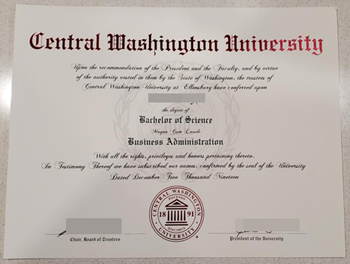 Central Washington University
Upon the recommendation of the President and the Faculty, and by virtue
of the authority vested in them by the State of Washington, the trustees of
Central Washington University at Ellensburg have conferred upon
the degree of
Bachelor of Science
Business Administration
With all the rights, privileges and honors pertaining thereto.
In Testimony Thereof we have subscribed our names, confirmed by the seal of the University
Dated December Two Thousand Nineteen
CENTRAL WASHINGTON
18 91
UNIVERSITY
Chair, Board of Trustees
President of the University